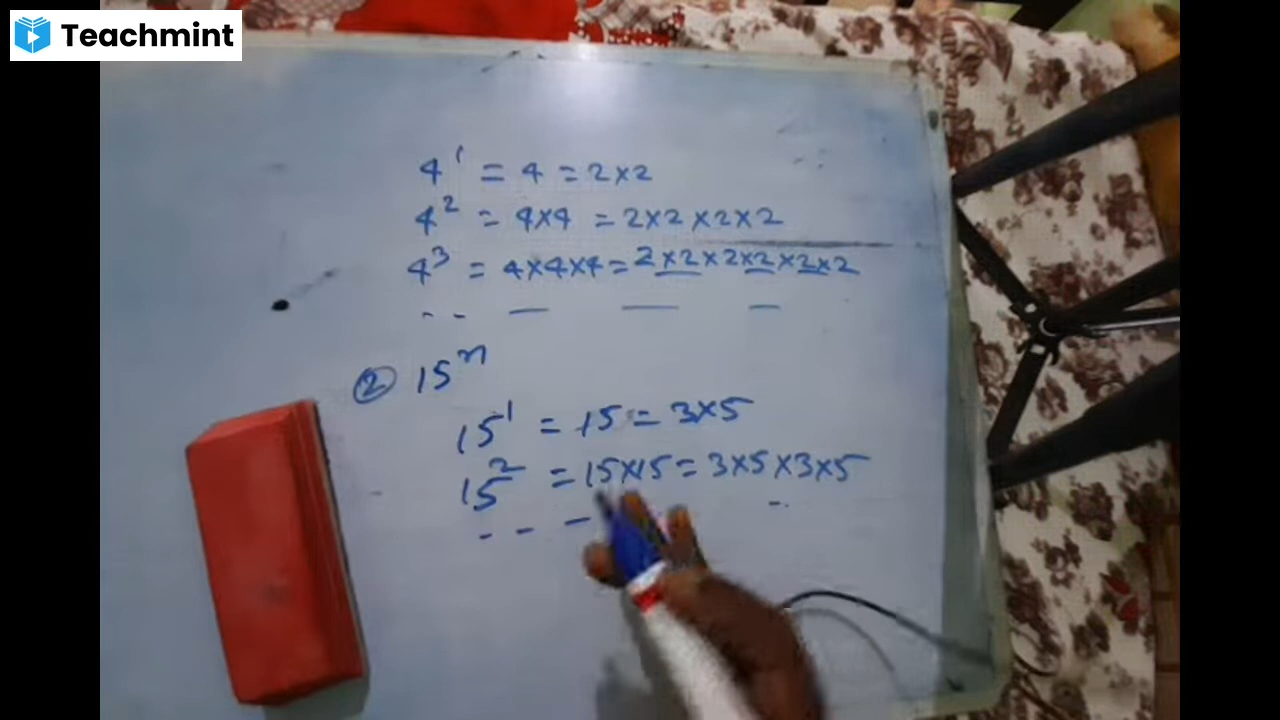 Teachmint
4¹ = 4 = 2×2
4² = 4×4 = 2×2×2×2
4³ = 4×4×4 = 2×2×2×2×2×2
② 15ⁿ
15¹ = 15 = 3×5
15² = 15×15 = 3×5×3×5